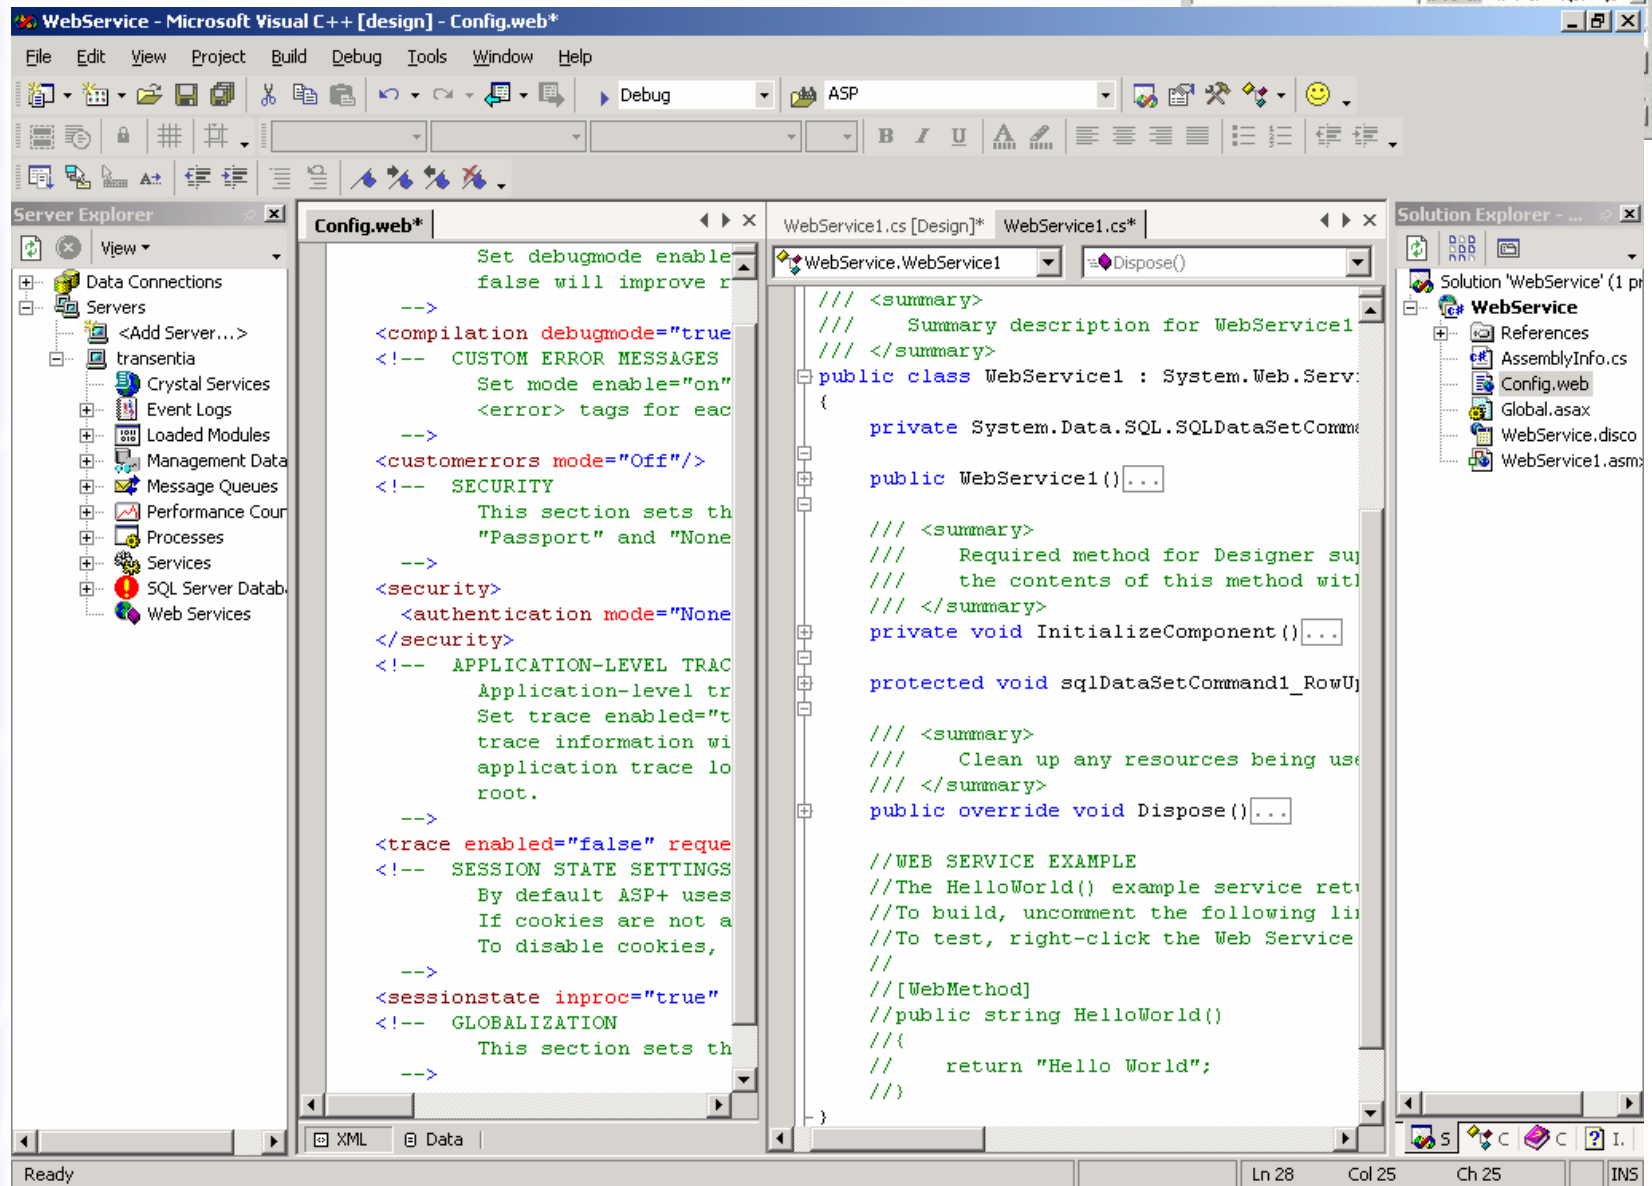 WebService - Microsoft Visual C++ [design] - Config.web*
File Edit View Project Build Debug Tools Window Help
Debug ASP
B I U
Server Explorer
View
Data Connections
Servers
<Add Server...>
transentia
Crystal Services
Event Logs
Loaded Modules
Management Data
Message Queues
Performance Cour
Processes
Services
SQL Server Datab
Web Services
Config.web*
Set debugmode enable
false will improve r
-->
<compilation debugmode="true
<!-- CUSTOM ERROR MESSAGES
Set mode enable="on"
<error> tags for eac
-->
<customerrors mode="Off"/>
<!-- SECURITY
This section sets th
"Passport" and "None
-->
<security>
<authentication mode="None
</security>
<!-- APPLICATION-LEVEL TRAC
Application-level tr
Set trace enabled="t
trace information wi
application trace lo
root.
-->
<trace enabled="false" reque
<!-- SESSION STATE SETTINGS
By default ASP+ uses
If cookies are not a
To disable cookies,
-->
<sessionstate inproc="true"
<!-- GLOBALIZATION
This section sets th
-->
XML Data
WebService1.cs [Design]* WebService1.cs*
WebService.WebService1 Dispose()
/// <summary>
/// Summary description for WebService1
/// </summary>
public class WebService1 : System.Web.Servi
{
private System.Data.SQL.SQLDataSetComma
public WebService1()...
/// <summary>
/// Required method for Designer sup
/// the contents of this method with
/// </summary>
private void InitializeComponent()...
protected void sqlDataSetCommand1_RowUp
/// <summary>
/// Clean up any resources being use
/// </summary>
public override void Dispose()...
//WEB SERVICE EXAMPLE
//The HelloWorld() example service retu
//To build, uncomment the following lin
//To test, right-click the Web Service
//
//[WebMethod]
//public string HelloWorld()
//{
// return "Hello World";
//}
}
Solution Explorer - ...
Solution 'WebService' (1 pr
WebService
References
AssemblyInfo.cs
Config.web
Global.asax
WebService.disco
WebService1.asmx
S C C I.
Ready Ln 28 Col 25 Ch 25 INS